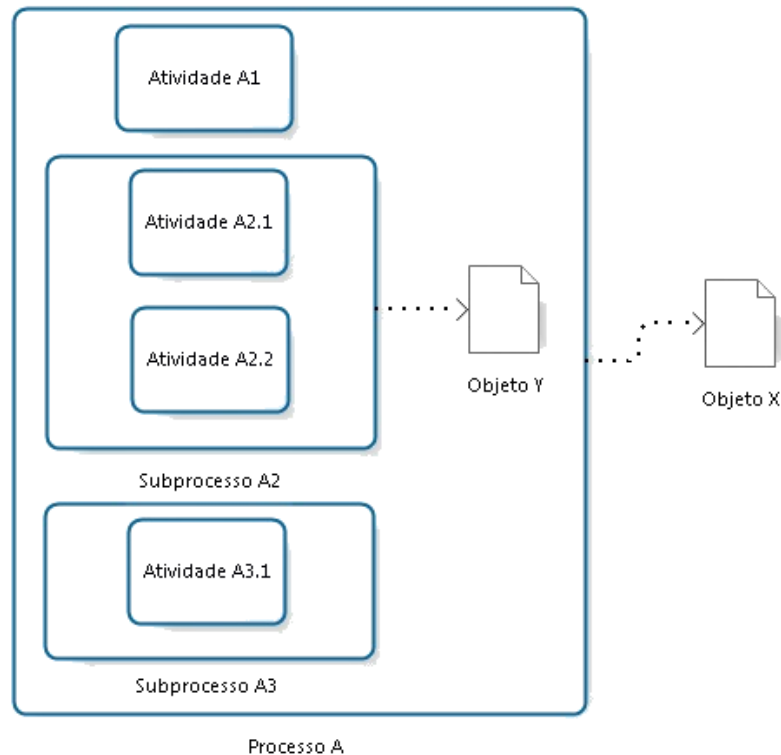 Atividade A1
Atividade A2.1
Atividade A2.2
Objeto Y
Objeto X
Subprocesso A2
Atividade A3.1
Subprocesso A3
Processo A